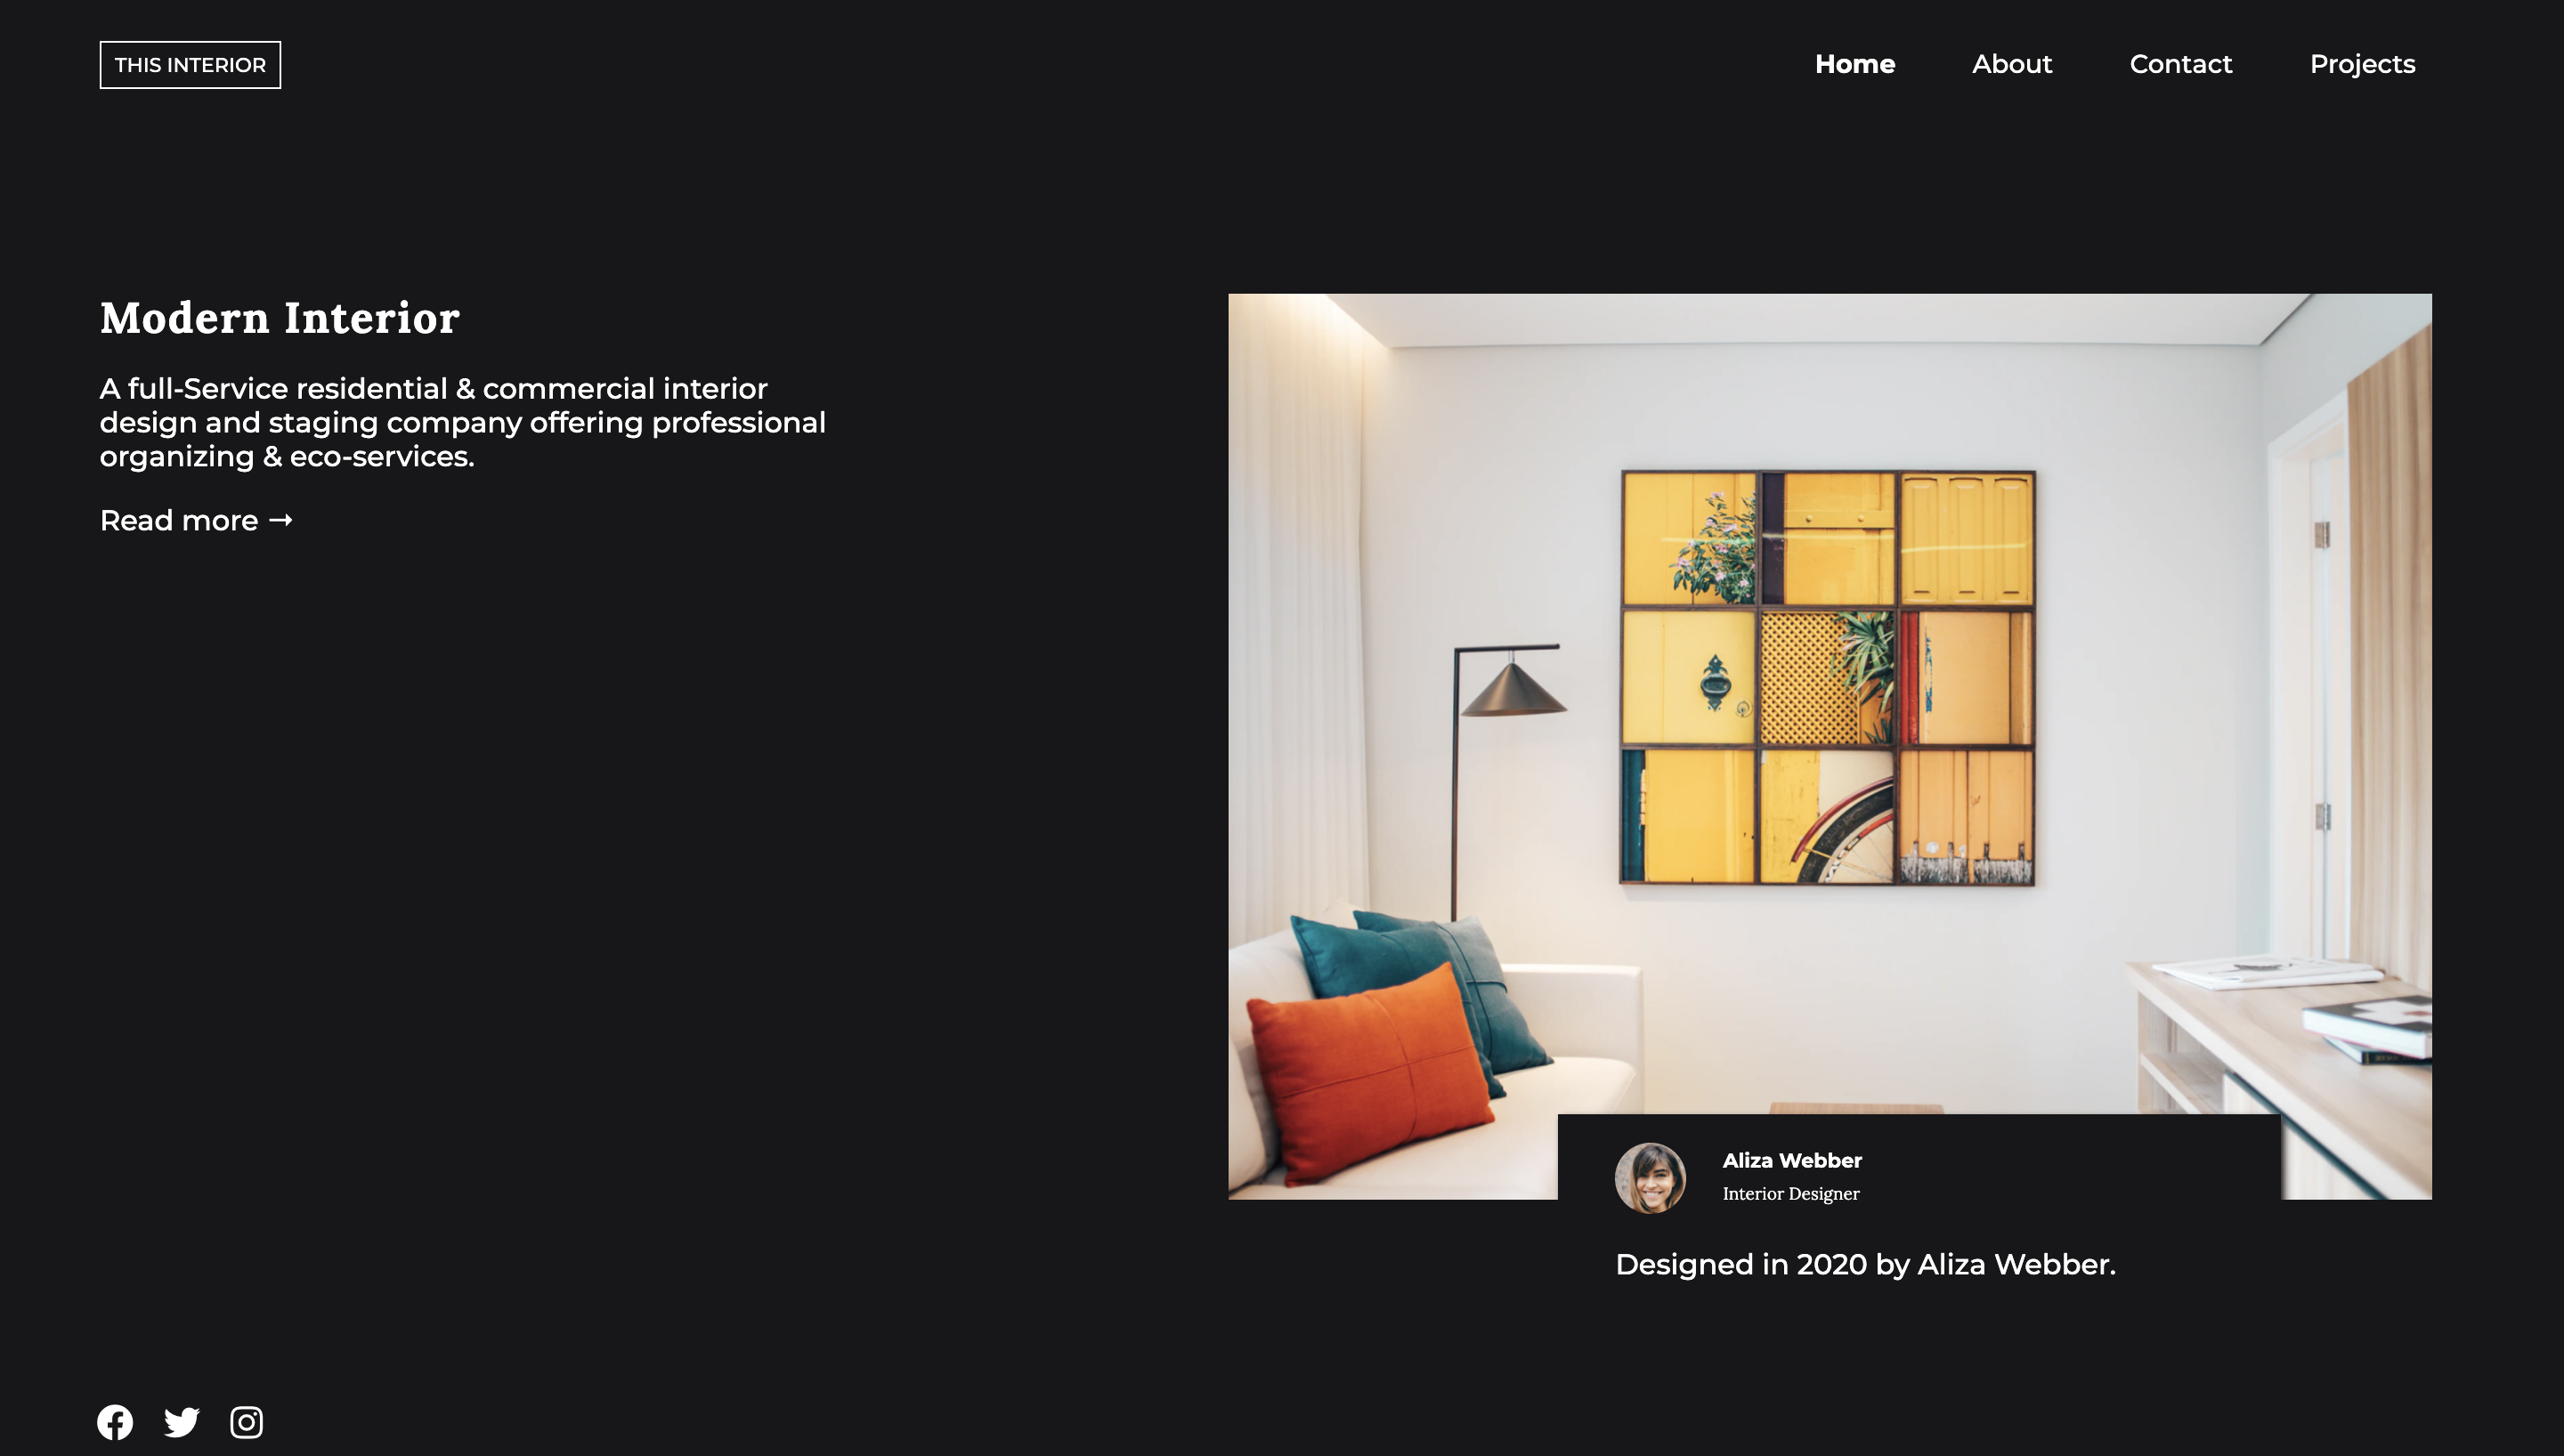 THIS INTERIOR
Home About Contact Projects
Modern Interior
A full-Service residential & commercial interior
design and staging company offering professional
organizing & eco-services.
Read more →
Aliza Webber
Interior Designer
Designed in 2020 by Aliza Webber.